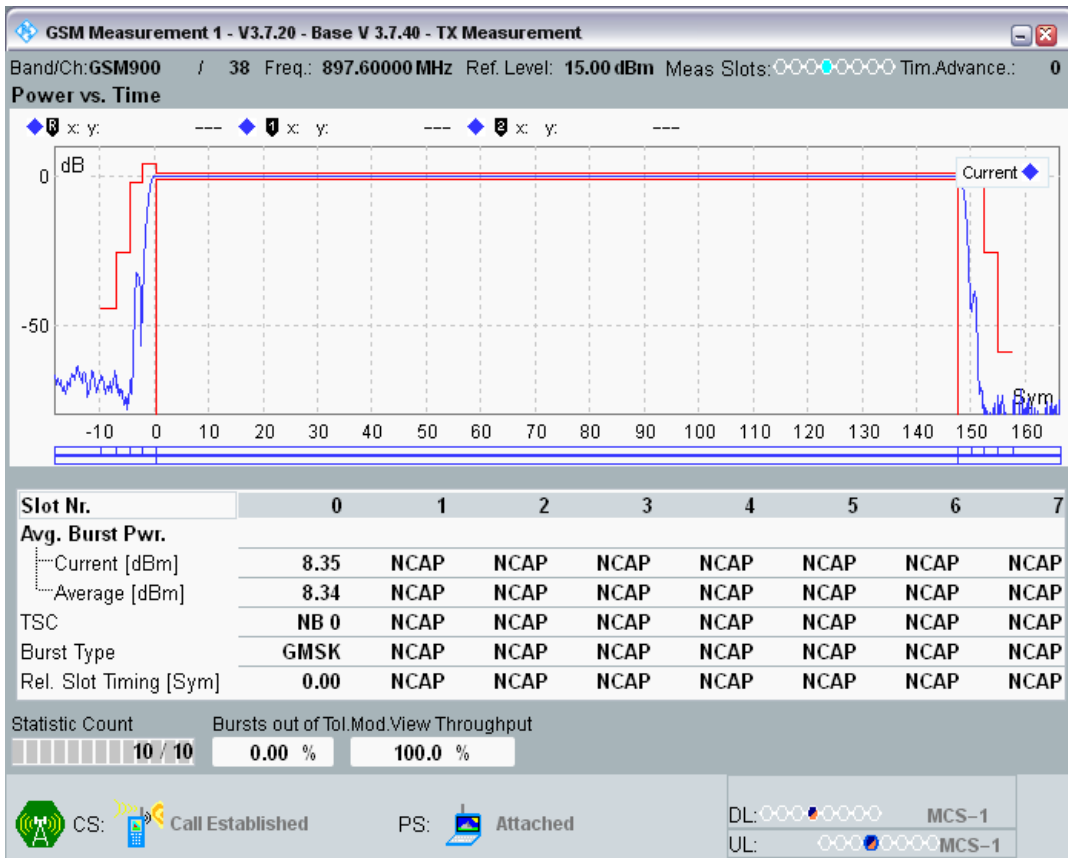 GSM Measurement 1 - V3.7.20 - Base V 3.7.40 - TX Measurement
Band/Ch:GSM900 / 38 Freq.: 897.60000 MHz Ref. Level: 15.00 dBm Meas Slots: Tim.Advance.: 0
Power vs. Time
R x: y: --- 1 x: y: --- 2 x: y: ---
dB
Current
0
-50
Sym
-10 0 10 20 30 40 50 60 70 80 90 100 110 120 130 140 150 160
Slot Nr. 0 1 2 3 4 5 6 7
Avg. Burst Pwr.
Current [dBm] 8.35 NCAP NCAP NCAP NCAP NCAP NCAP NCAP
Average [dBm] 8.34 NCAP NCAP NCAP NCAP NCAP NCAP NCAP
TSC NB 0 NCAP NCAP NCAP NCAP NCAP NCAP NCAP
Burst Type GMSK NCAP NCAP NCAP NCAP NCAP NCAP NCAP
Rel. Slot Timing [Sym] 0.00 NCAP NCAP NCAP NCAP NCAP NCAP NCAP
Statistic Count Bursts out of Tol.Mod.View Throughput
10 / 10 0.00 % 100.0 %
CS: Call Established PS: Attached
DL: MCS-1
UL: MCS-1